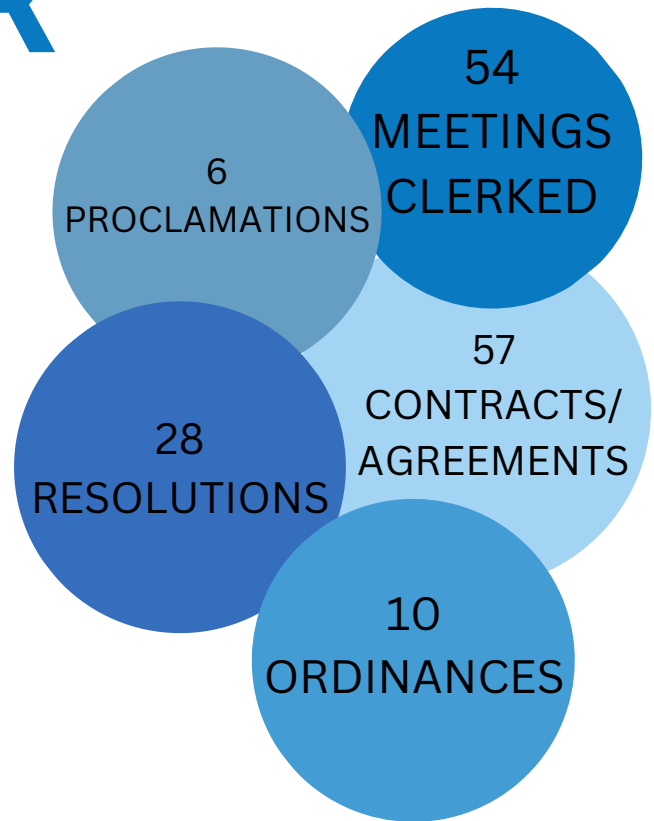 54
MEETINGS
CLERKED
6
PROCLAMATIONS
57
CONTRACTS/
AGREEMENTS
28
RESOLUTIONS
10
ORDINANCES